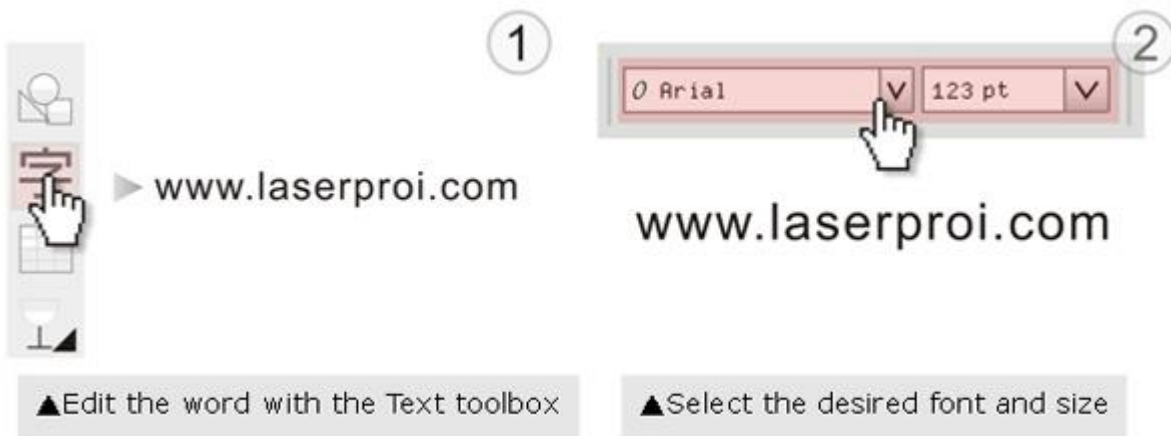 1
字
www.laserproi.com
▲Edit the word with the Text toolbox
2
O Arial
123 pt
www.laserproi.com
▲Select the desired font and size